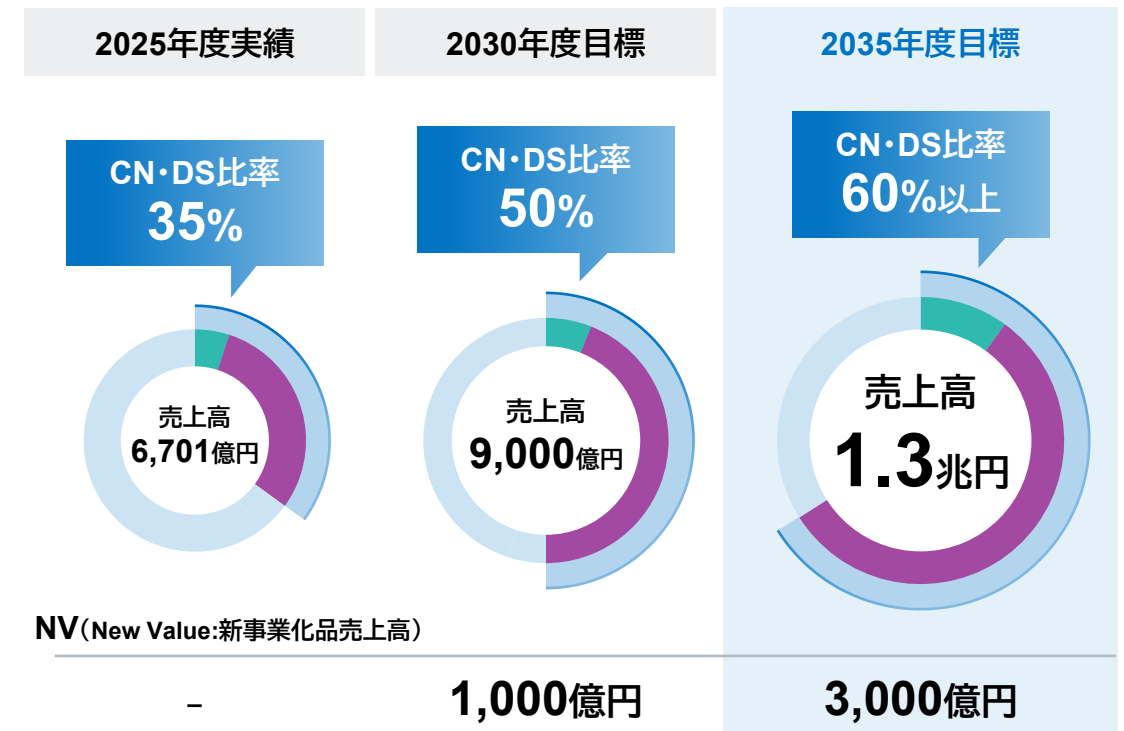 2025年度実績
2030年度目標
2035年度目標
CN・DS比率
35%
CN・DS比率
50%
CN・DS比率
60%以上
売上高
6,701億円
売上高
9,000億円
売上高
1.3兆円
NV（New Value:新事業化品売上高）
–
1,000億円
3,000億円